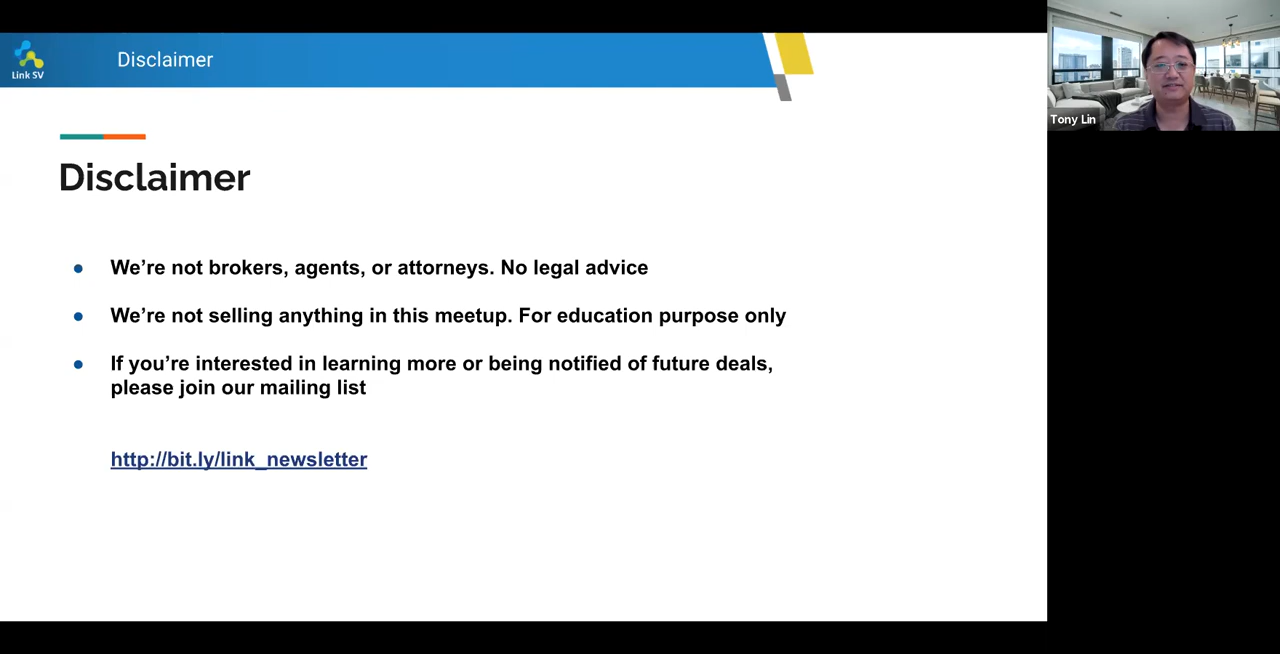 Link SV
Disclaimer
Tony Lin
Disclaimer
We’re not brokers, agents, or attorneys. No legal advice
We’re not selling anything in this meetup. For education purpose only
If you’re interested in learning more or being notified of future deals,
please join our mailing list
http://bit.ly/link_newsletter